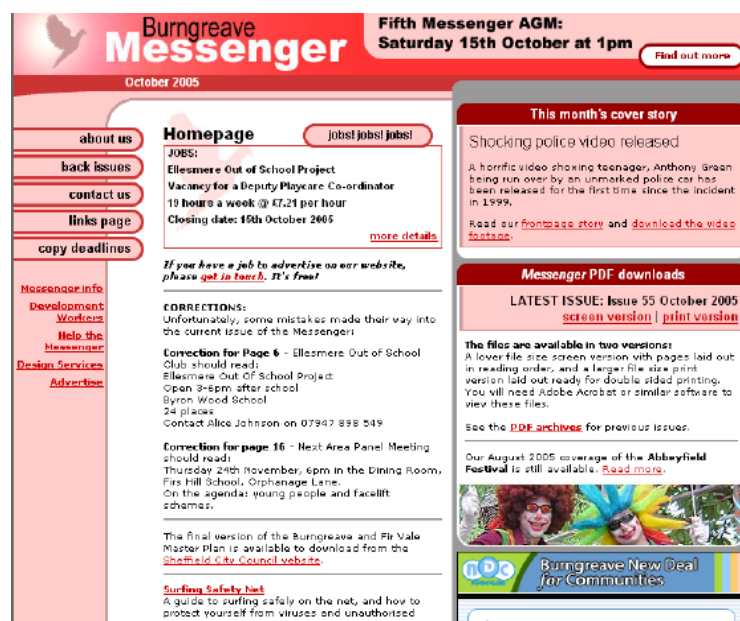 Burngreave
Messenger
Fifth Messenger AGM:
Saturday 15th October at 1pm
Find out more
October 2005
about us
back issues
contact us
links page
copy deadlines
Messenger info
Development
Workers
Help the
Messenger
Design Services
Advertise
Homepage
jobs! jobs! jobs!
JOBS:
Ellesmere Out of School Project
Vacancy for a Deputy Playcare Co-ordinator
19 hours a week @ £7.21 per hour
Closing date: 15th October 2005
more details
If you have a job to advertise on our website,
please get in touch. It's free!
CORRECTIONS:
Unfortunately, some mistakes made their way into
the current issue of the Messenger:
Correction for Page 6 - Ellesmere Out of School
Club should read:
Ellesmere Out Of School Project
Open 3-6pm after school
Byron Wood School
24 places
Contact Alice Johnson on 07947 898 549
Correction for page 16 - Next Area Panel Meeting
should read:
Thursday 24th November, 6pm in the Dining Room,
Firs Hill School, Orphanage Lane.
On the agenda: young people and facelift
schemes.
The final version of the Burngreave and Fir Vale
Master Plan is available to download from the
Sheffield City Council website.
Surfing Safety Net
A guide to surfing safely on the net, and how to
protect yourself from viruses and unauthorised
This month's cover story
Shocking police video released
A horrific video showing teenager, Anthony Green
being run over by an unmarked police car has
been released for the first time since the incident
in 1999.
Read our frontpage story and download the video
footage.
Messenger PDF downloads
LATEST ISSUE: Issue 55 October 2005
screen version | print version
The files are available in two versions:
A lower file size screen version with pages laid out
in reading order, and a larger file size print
version laid out ready for double sided printing.
You will need Adobe Acrobat or similar software to
view these files.
See the PDF archives for previous issues.
Our August 2005 coverage of the Abbeyfield
Festival is still available. Read more.
nDC
Burngreave New Deal
for Communities